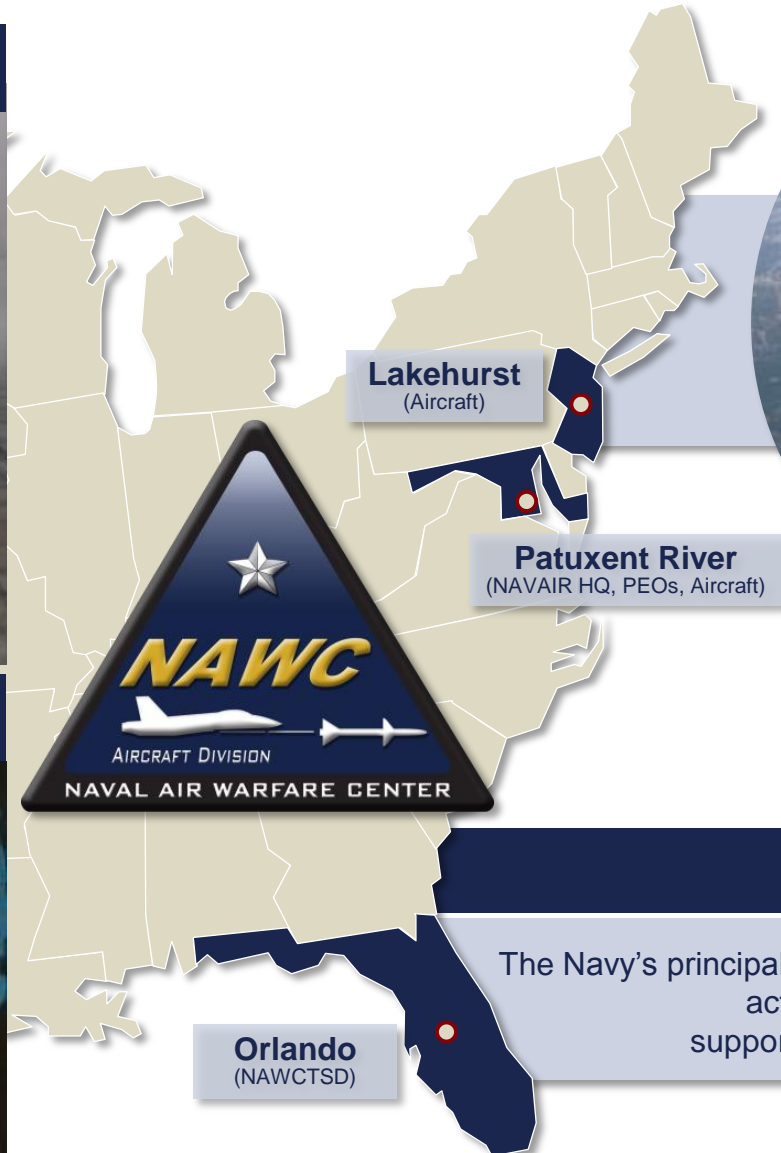 Lakehurst
(Aircraft)
Patuxent River
(NAVAIR HQ, PEOs, Aircraft)
NAWC
AIRCRAFT DIVISION
NAVAL AIR WARFARE CENTER
The Navy’s principal
suppor
Orlando
(NAWCTSD)